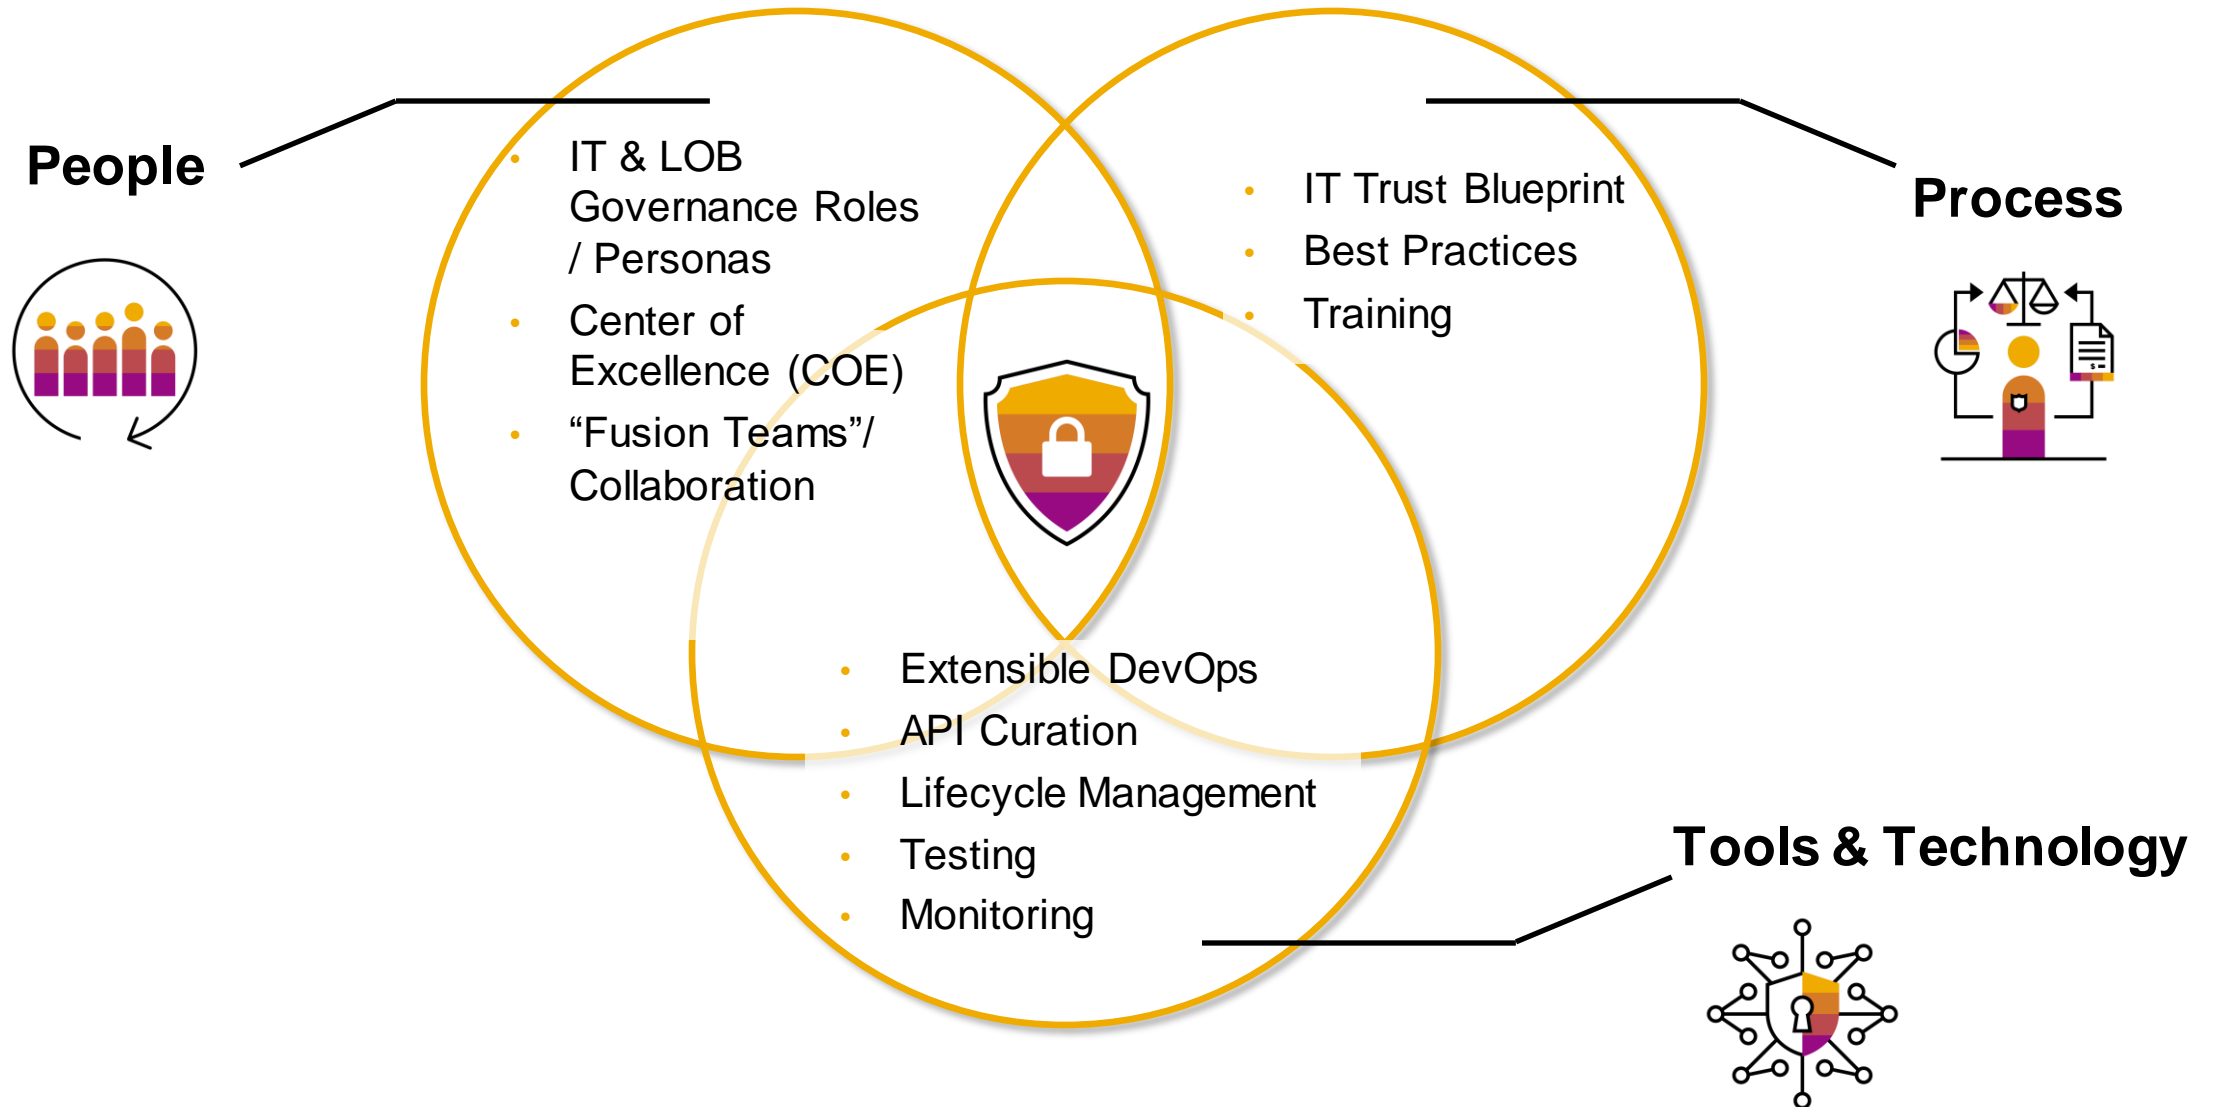 People
• IT & LOB
Governance Roles
/ Personas
• Center of
Excellence (COE)
• “Fusion Teams”/
Collaboration
• IT Trust Blueprint
• Best Practices
• Training
Process
• Extensible DevOps
• API Curation
• Lifecycle Management
• Testing
• Monitoring
Tools & Technology